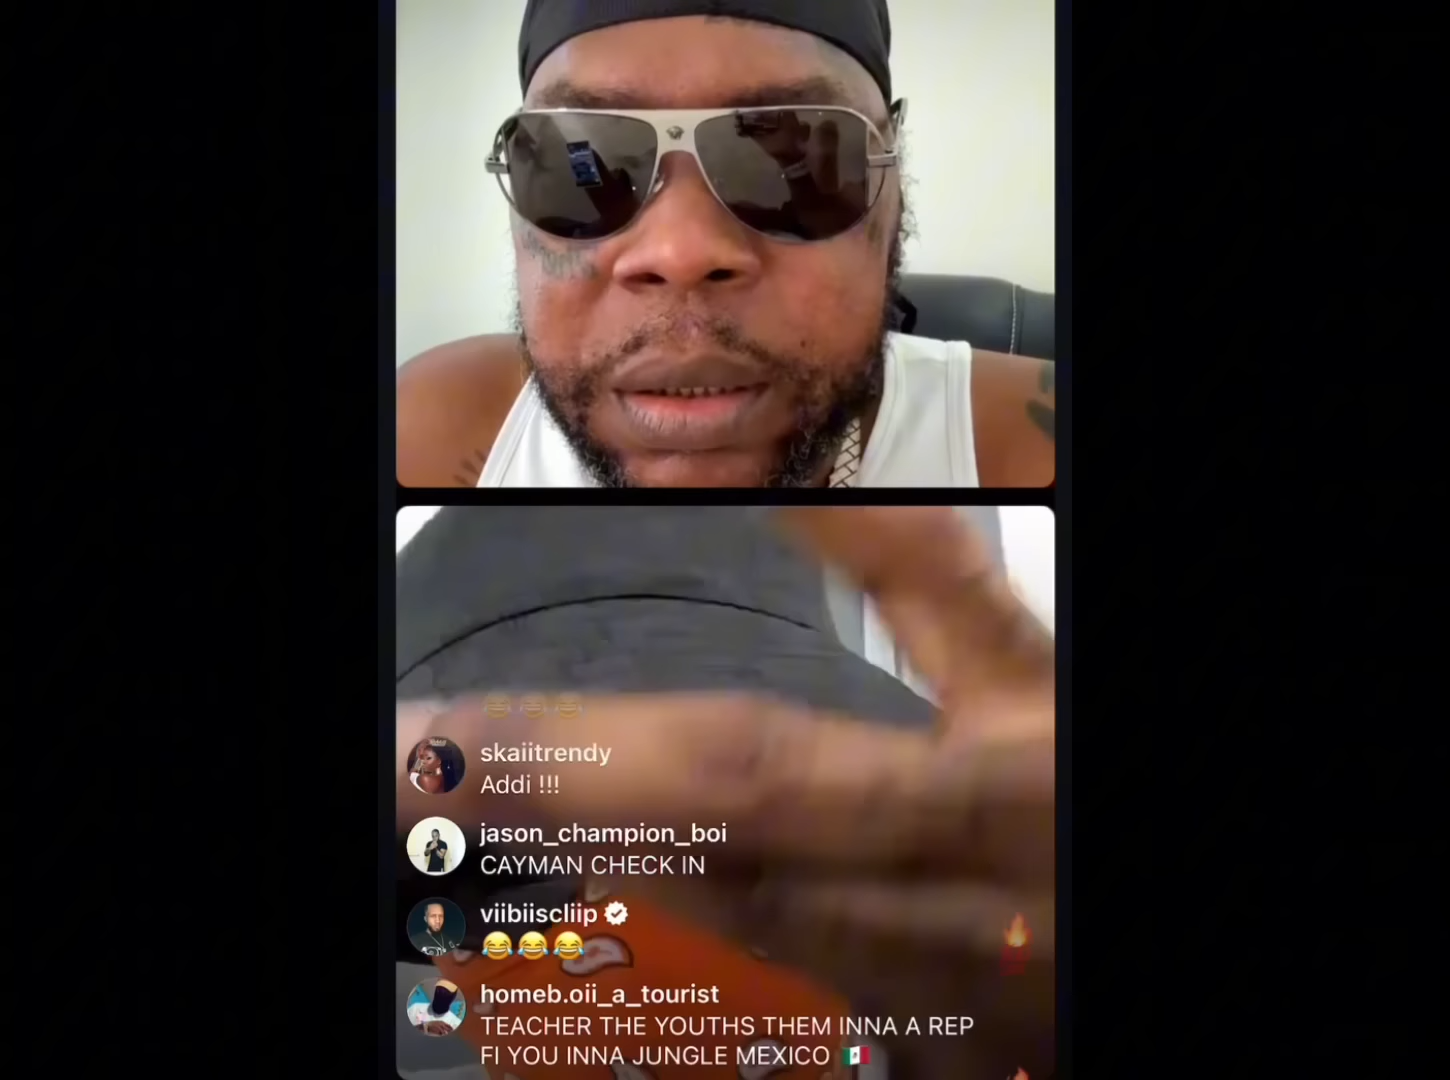 😂😂😂
skaiitrendy
Addi !!!
jason_champion_boi
CAYMAN CHECK IN
viibiiscliip
😂😂😂
homeb.oii_a_tourist
TEACHER THE YOUTHS THEM INNA A REP
FI YOU INNA JUNGLE MEXICO 🇲🇽